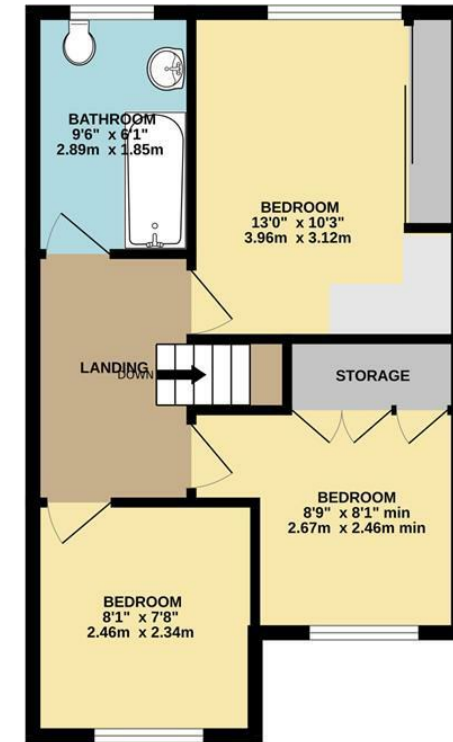 BATHROOM
9'6" x 6'1"
2.89m x 1.85m
BEDROOM
13'0" x 10'3"
3.96m x 3.12m
LANDING
DOWN
STORAGE
BEDROOM
8'9" x 8'1" min
2.67m x 2.46m min
BEDROOM
8'1" x 7'8"
2.46m x 2.34m